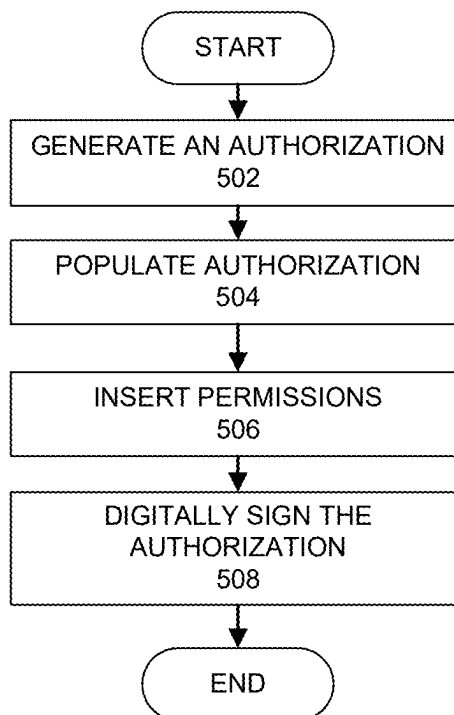 START
GENERATE AN AUTHORIZATION
502
POPULATE AUTHORIZATION
504
INSERT PERMISSIONS
506
DIGITALLY SIGN THE
AUTHORIZATION
508
END